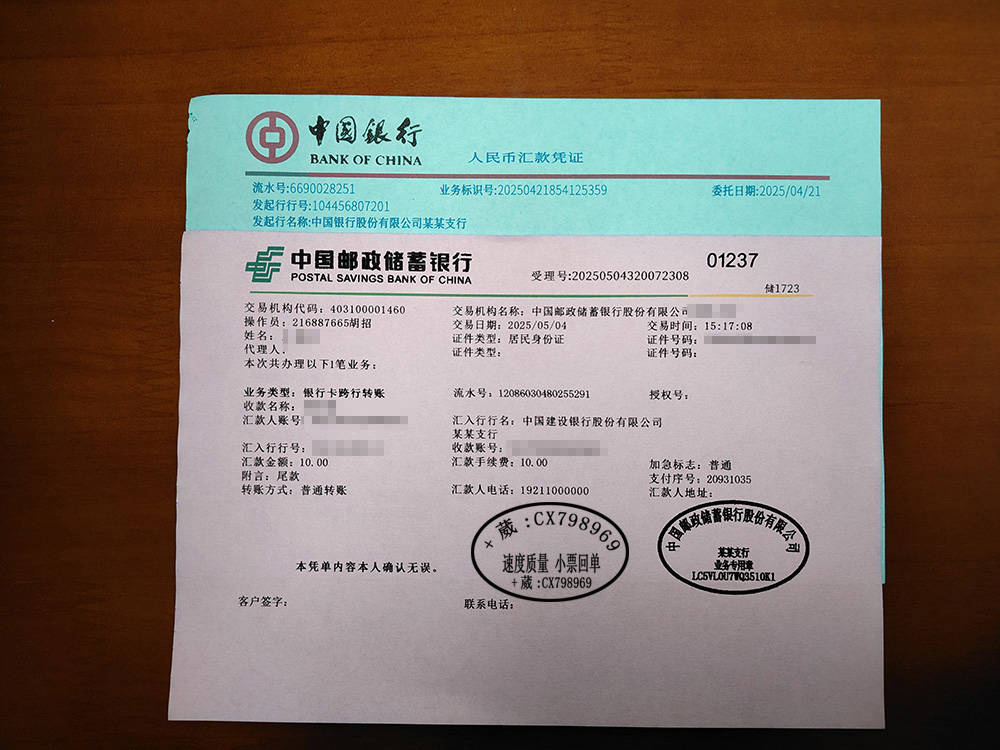 中国银行
BANK OF CHINA
人民币汇款凭证
流水号:6690028251 业务标识号:20250421854125359 委托日期:2025/04/21
发起行行号:104456807201
发起行名称:中国银行股份有限公司某某支行
中国邮政储蓄银行
POSTAL SAVINGS BANK OF CHINA
受理号:20250504320072308
01237
储1723
交易机构代码: 403100001460 交易机构名称: 中国邮政储蓄银行股份有限公司
操作员: 216887665胡招 交易日期: 2025/05/04 交易时间: 15:17:08
姓名: 证件类型: 居民身份证 证件号码:
代理人. 证件类型: 证件号码:
本次共办理以下1笔业务:
业务类型: 银行卡跨行转账 流水号: 12086030480255291 授权号:
收款名称:
汇款人账号 汇入行行名: 中国建设银行股份有限公司
某某支行
汇入行行号: 收款账号:
汇款金额: 10.00 汇款手续费: 10.00 加急标志: 普通
附言: 尾款 支付序号: 20931035
转账方式: 普通转账 汇款人电话: 19211000000 汇款人地址:
+葳:CX798969
速度质量 小票回单
+葳:CX798969
中国邮政储蓄银行股份有限公司
某某支行
业务专用章
LC5VL0U7WQ3510K1
本凭单内容本人确认无误。
客户签字: 联系电话: